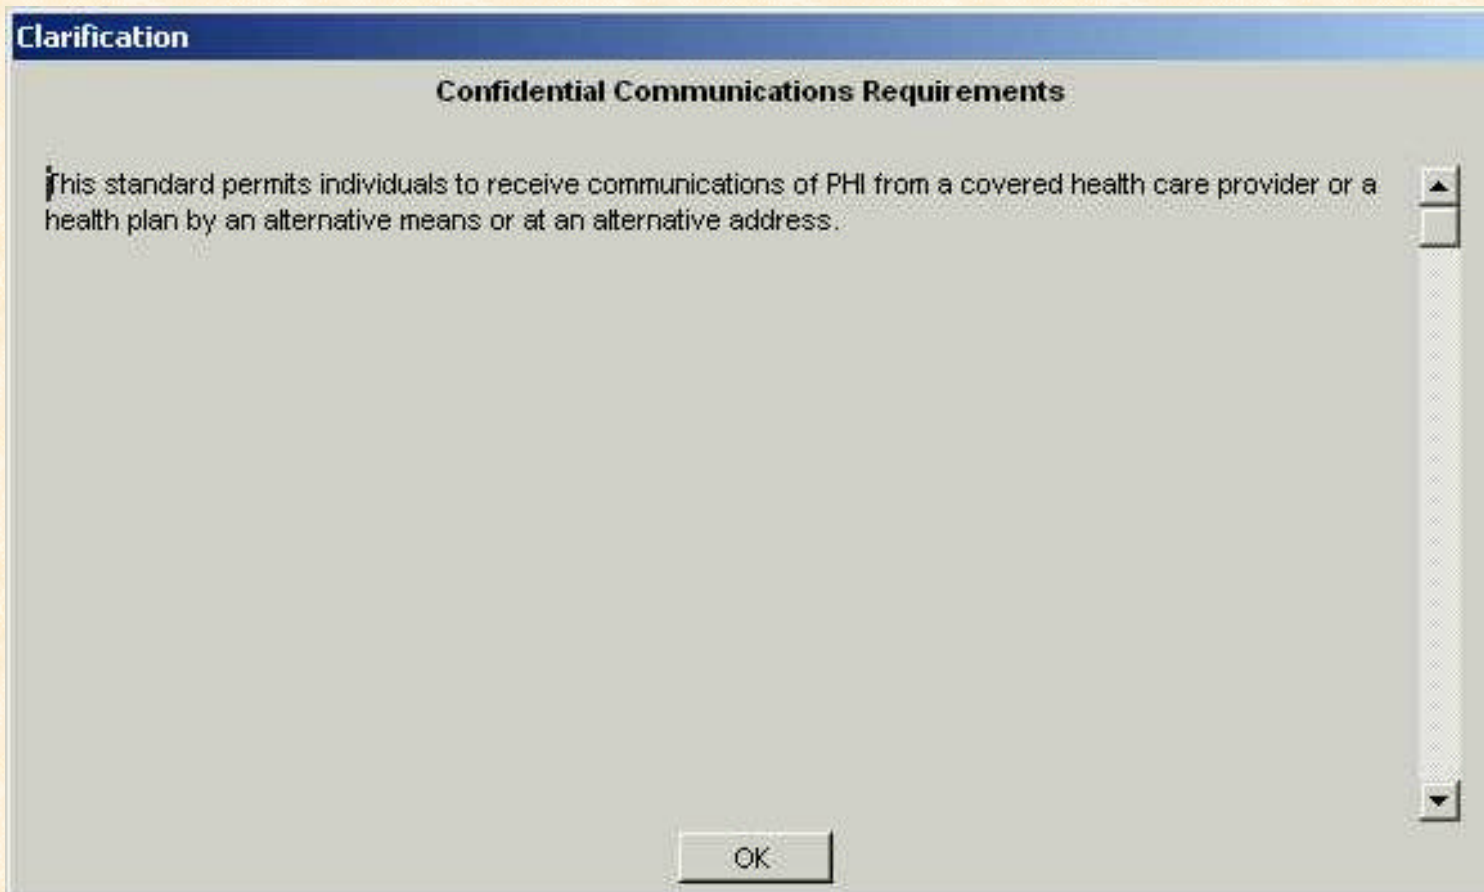 Clarification
Confidential Communications Requirements
This standard permits individuals to receive communications of PHI from a covered health care provider or a
health plan by an alternative means or at an alternative address.
OK